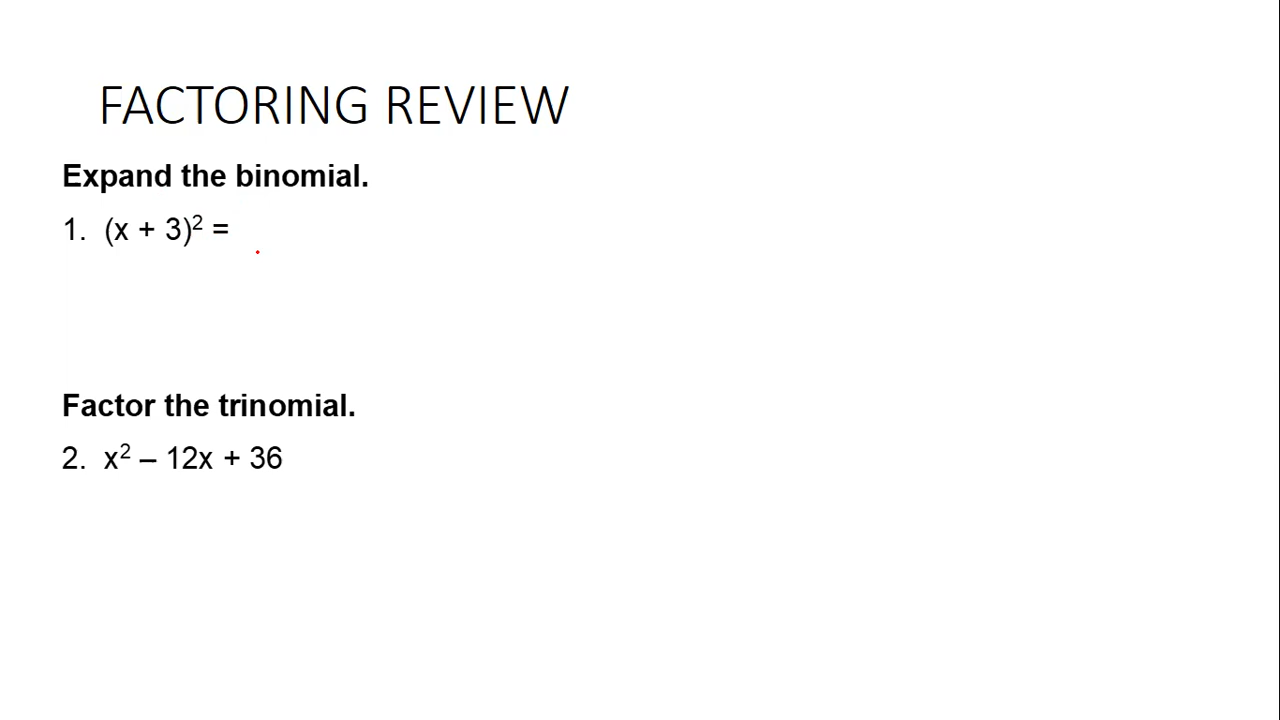 FACTORING REVIEW
Expand the binomial.
1. (x + 3)² =
Factor the trinomial.
2. x² – 12x + 36